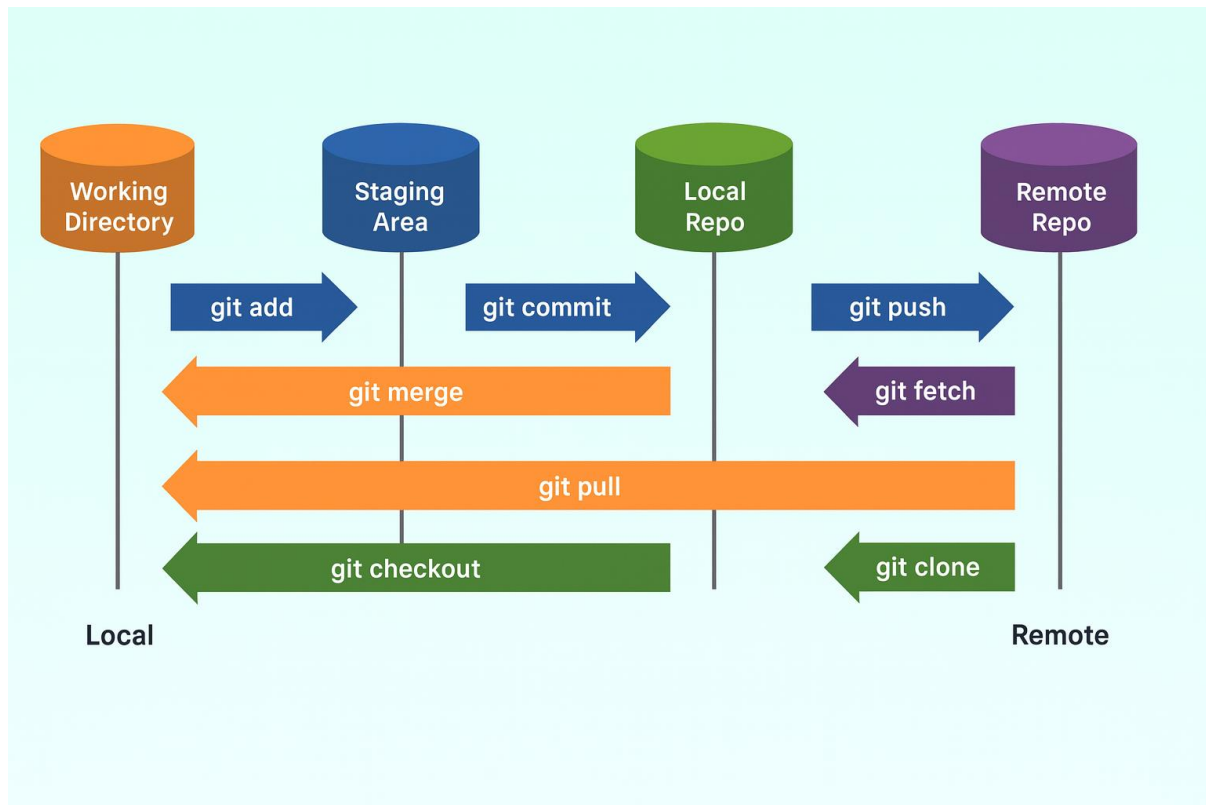 Working
Directory
Staging
Area
Local
Repo
Remote
Repo
git add
git commit
git push
git merge
git fetch
git pull
git checkout
git clone
Local
Remote